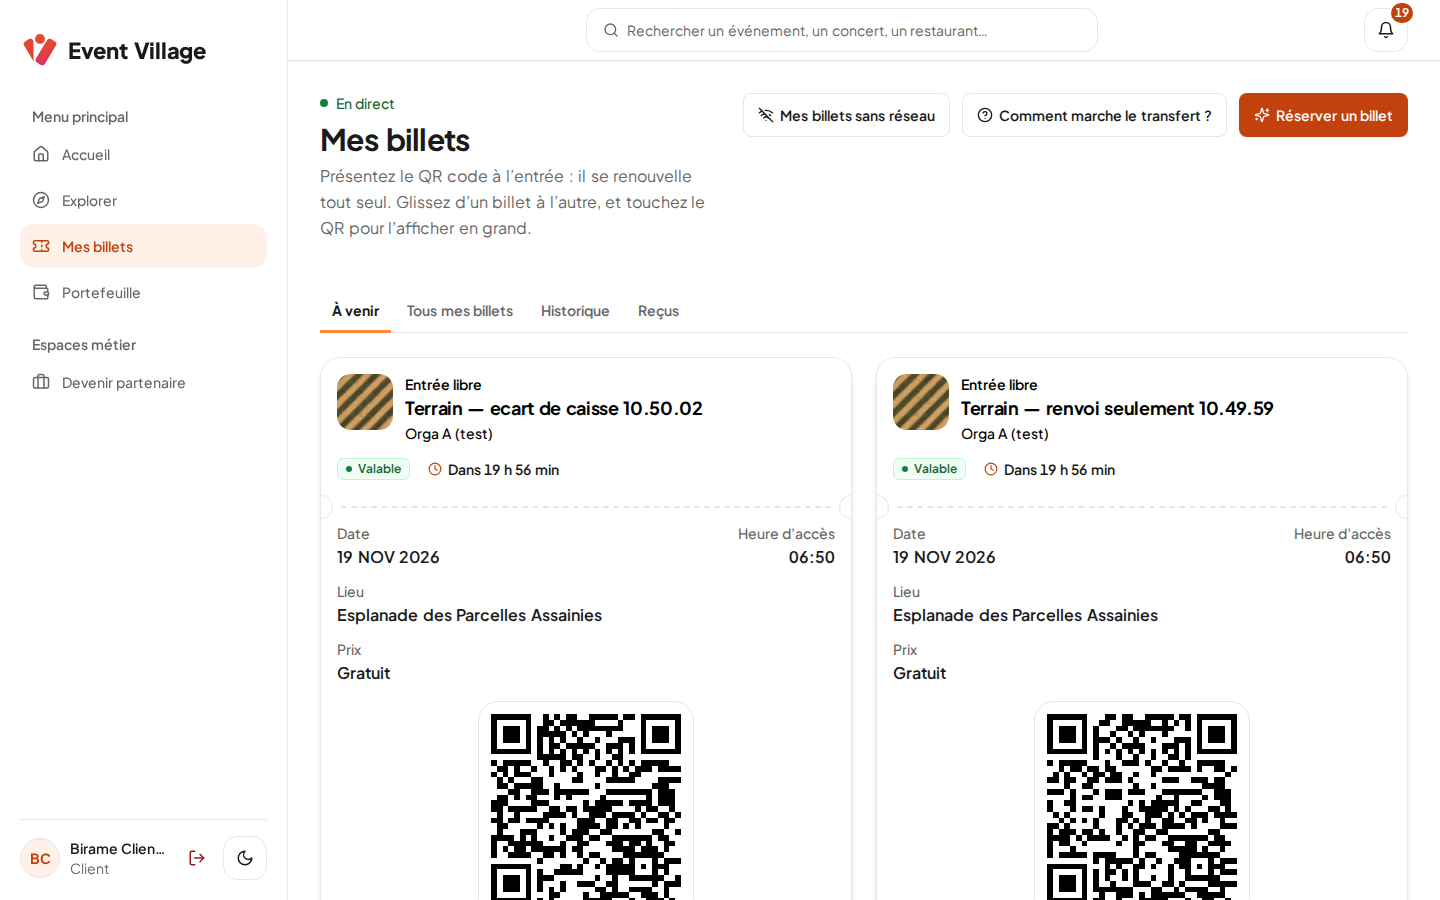 Event Village
Menu principal
Accueil
Explorer
Mes billets
Portefeuille
Espaces métier
Devenir partenaire
BC
Birame Clien...
Client
Rechercher un événement, un concert, un restaurant...
19
En direct
Mes billets
Présentez le QR code à l'entrée : il se renouvelle
tout seul. Glissez d'un billet à l'autre, et touchez le
QR pour l'afficher en grand.
Mes billets sans réseau
Comment marche le transfert ?
Réserver un billet
À venir
Tous mes billets
Historique
Reçus
Entrée libre
Terrain — ecart de caisse 10.50.02
Orga A (test)
Valable
Dans 19 h 56 min
Date
Heure d'accès
19 NOV 2026
06:50
Lieu
Esplanade des Parcelles Assainies
Prix
Gratuit
Entrée libre
Terrain — renvoi seulement 10.49.59
Orga A (test)
Valable
Dans 19 h 56 min
Date
Heure d'accès
19 NOV 2026
06:50
Lieu
Esplanade des Parcelles Assainies
Prix
Gratuit